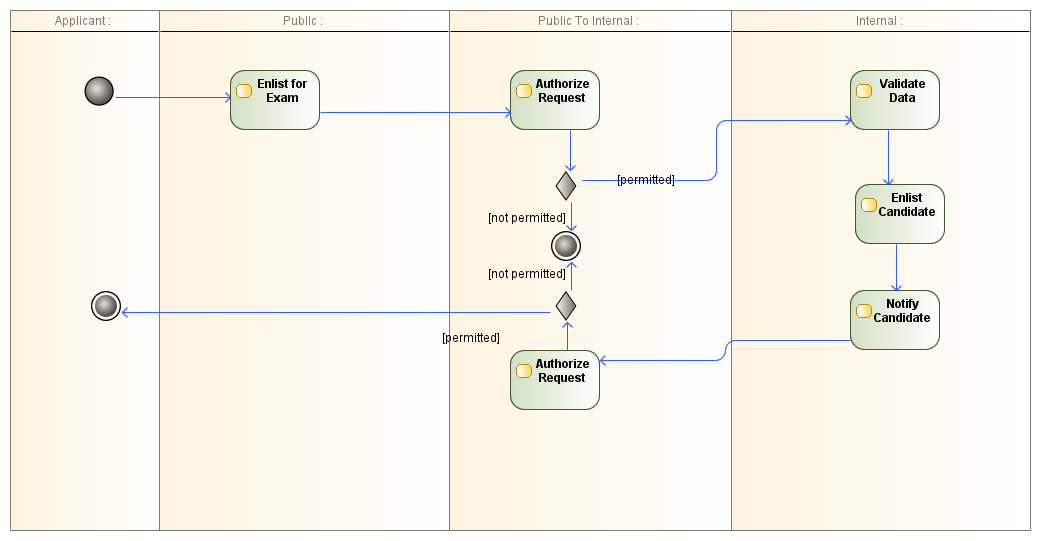 Applicant :
Public :
Public To Internal :
Internal :
Enlist for
Exam
Authorize
Request
Validate
Data
[permitted]
Enlist
Candidate
[not permitted]
[not permitted]
Notify
Candidate
[permitted]
Authorize
Request